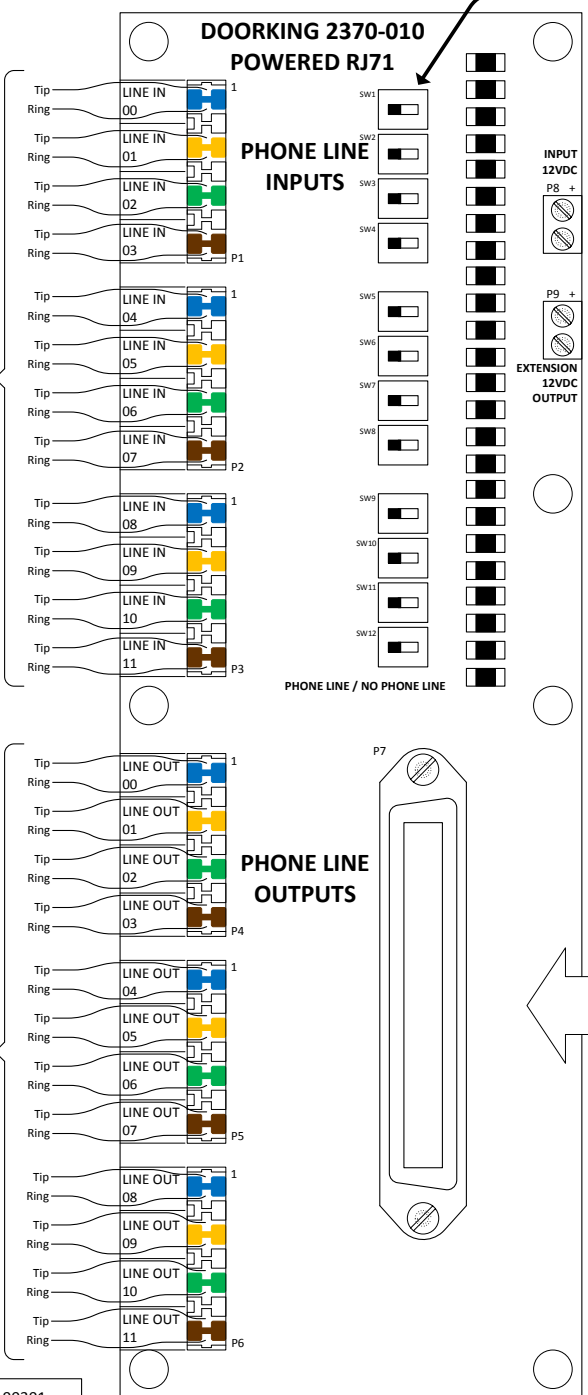 DOORKING 2370-010
POWERED RJ71
PHONE LINE
INPUTS
Tip
Ring
LINE IN
00
1
Tip
Ring
LINE IN
01
Tip
Ring
LINE IN
02
Tip
Ring
LINE IN
03
P1
Tip
Ring
LINE IN
04
1
Tip
Ring
LINE IN
05
Tip
Ring
LINE IN
06
Tip
Ring
LINE IN
07
P2
Tip
Ring
LINE IN
08
1
Tip
Ring
LINE IN
09
Tip
Ring
LINE IN
10
Tip
Ring
LINE IN
11
P3
SW1
SW2
SW3
SW4
SW5
SW6
SW7
SW8
SW9
SW10
SW11
SW12
PHONE LINE / NO PHONE LINE
INPUT
12VDC
P8 +
P9 +
EXTENSION
12VDC
OUTPUT
PHONE LINE
OUTPUTS
Tip
Ring
LINE OUT
00
1
Tip
Ring
LINE OUT
01
Tip
Ring
LINE OUT
02
Tip
Ring
LINE OUT
03
P4
Tip
Ring
LINE OUT
04
1
Tip
Ring
LINE OUT
05
Tip
Ring
LINE OUT
06
Tip
Ring
LINE OUT
07
P5
Tip
Ring
LINE OUT
08
1
Tip
Ring
LINE OUT
09
Tip
Ring
LINE OUT
10
Tip
Ring
LINE OUT
11
P6
P7